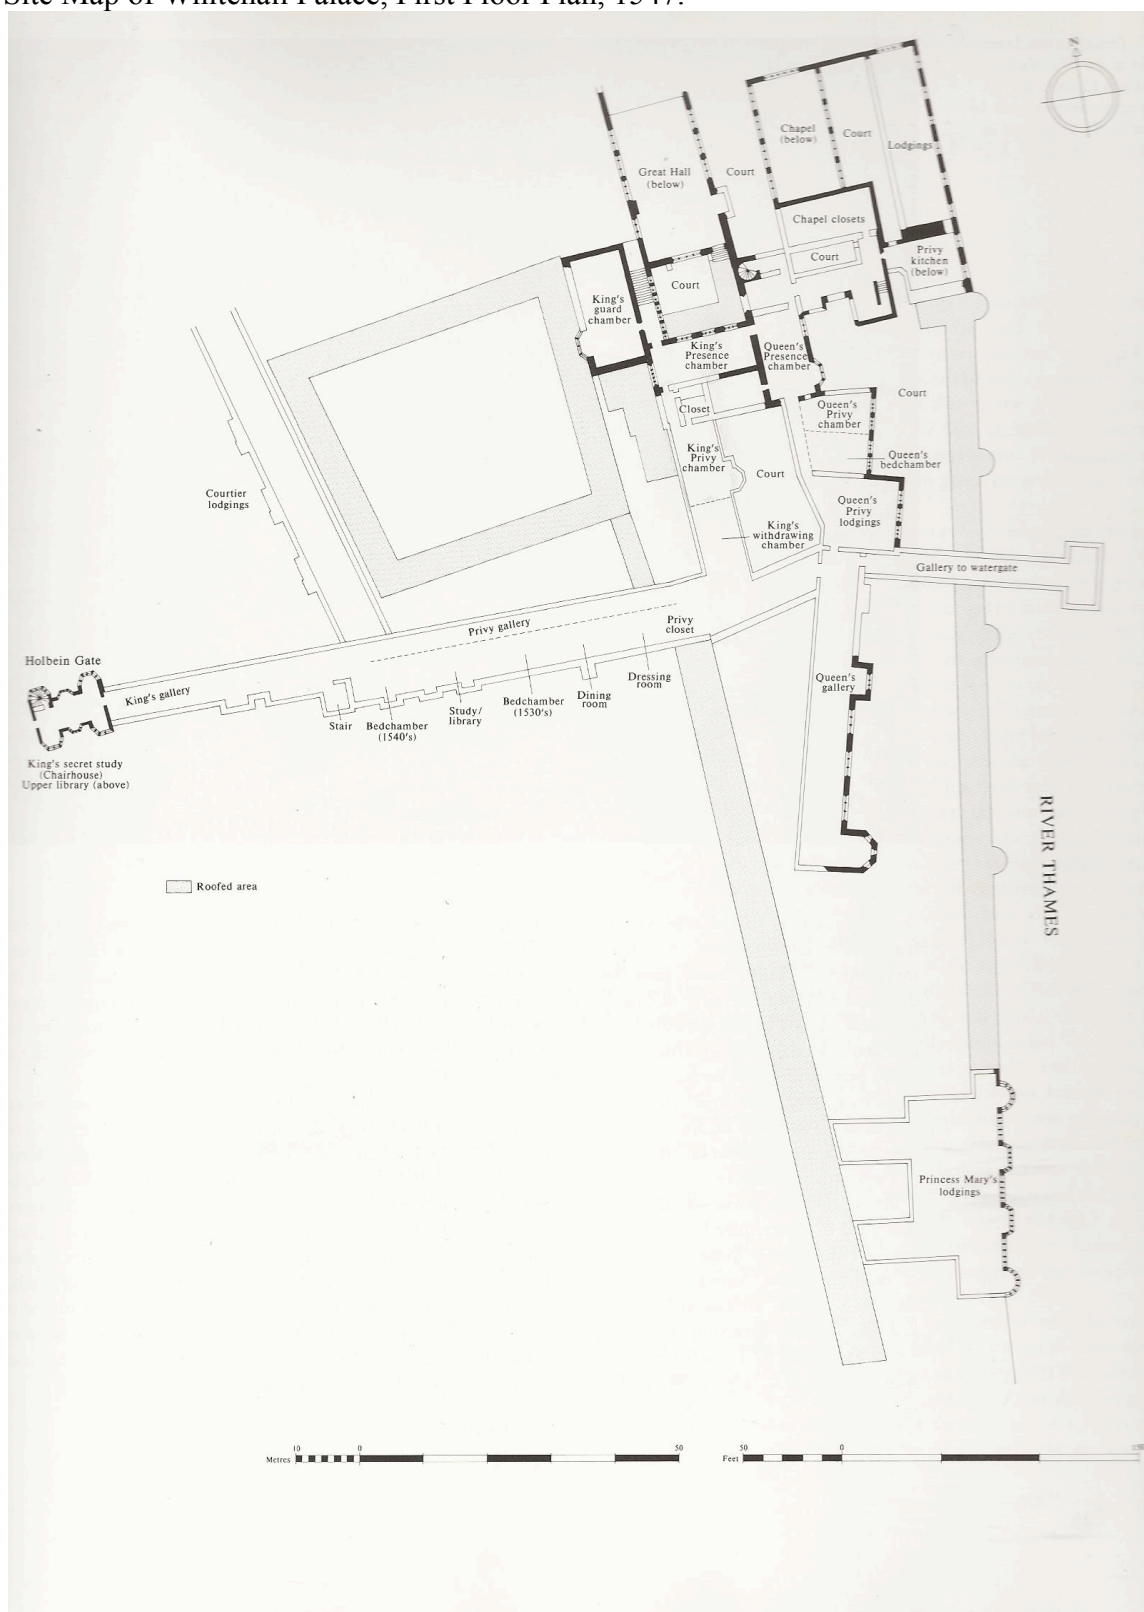 Site Map of Whitehall Palace, First Floor Plan, 1547.
N
Chapel
(below)
Court
Lodgings
Great Hall
(below)
Court
Chapel closets
Court
Privy
kitchen
(below)
King's
guard
chamber
Court
King's
Presence
chamber
Queen's
Presence
chamber
Closet
Queen's
Privy
chamber
Court
King's
Privy
chamber
Court
Queen's
bedchamber
Courtier
lodgings
Queen's
Privy
lodgings
King's
withdrawing
chamber
Gallery to watergate
Privy gallery
Privy
closet
Holbein Gate
King's gallery
Queen's
gallery
Dressing
room
Dining
room
Bedchamber
(1530's)
Study/
library
Bedchamber
(1540's)
Stair
King's secret study
(Chairhouse)
Upper library (above)
RIVER THAMES
Roofed area
Princess Mary's
lodgings
Metres
10
0
50
Feet
50
0
150